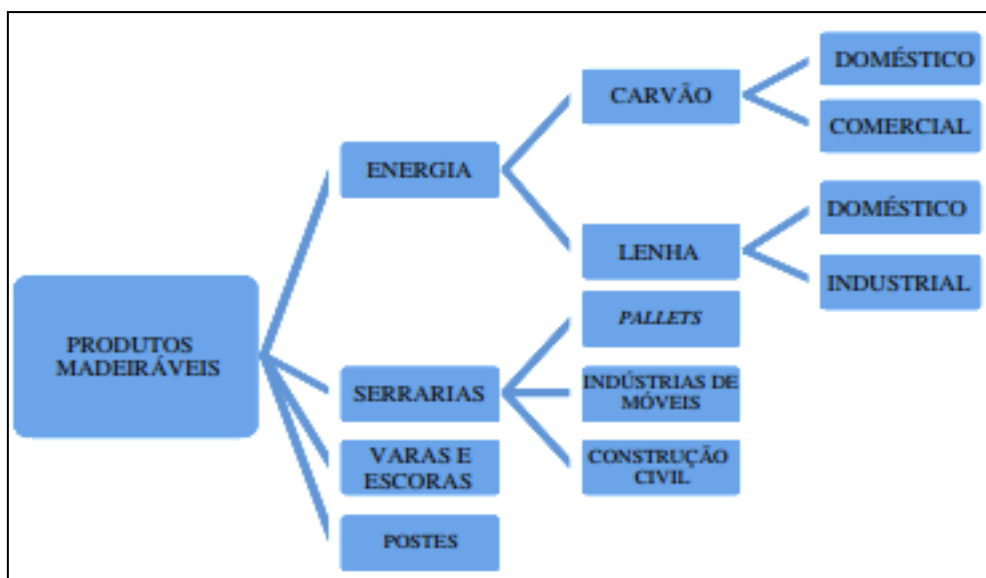 PRODUTOS
MADEIRÁVEIS
ENERGIA
CARVÃO
DOMÉSTICO
COMERCIAL
LENHA
DOMÉSTICO
INDUSTRIAL
SERRARIAS
PALLETS
INDÚSTRIAS DE
MÓVEIS
CONSTRUÇÃO
CIVIL
VARAS E
ESCORAS
POSTES